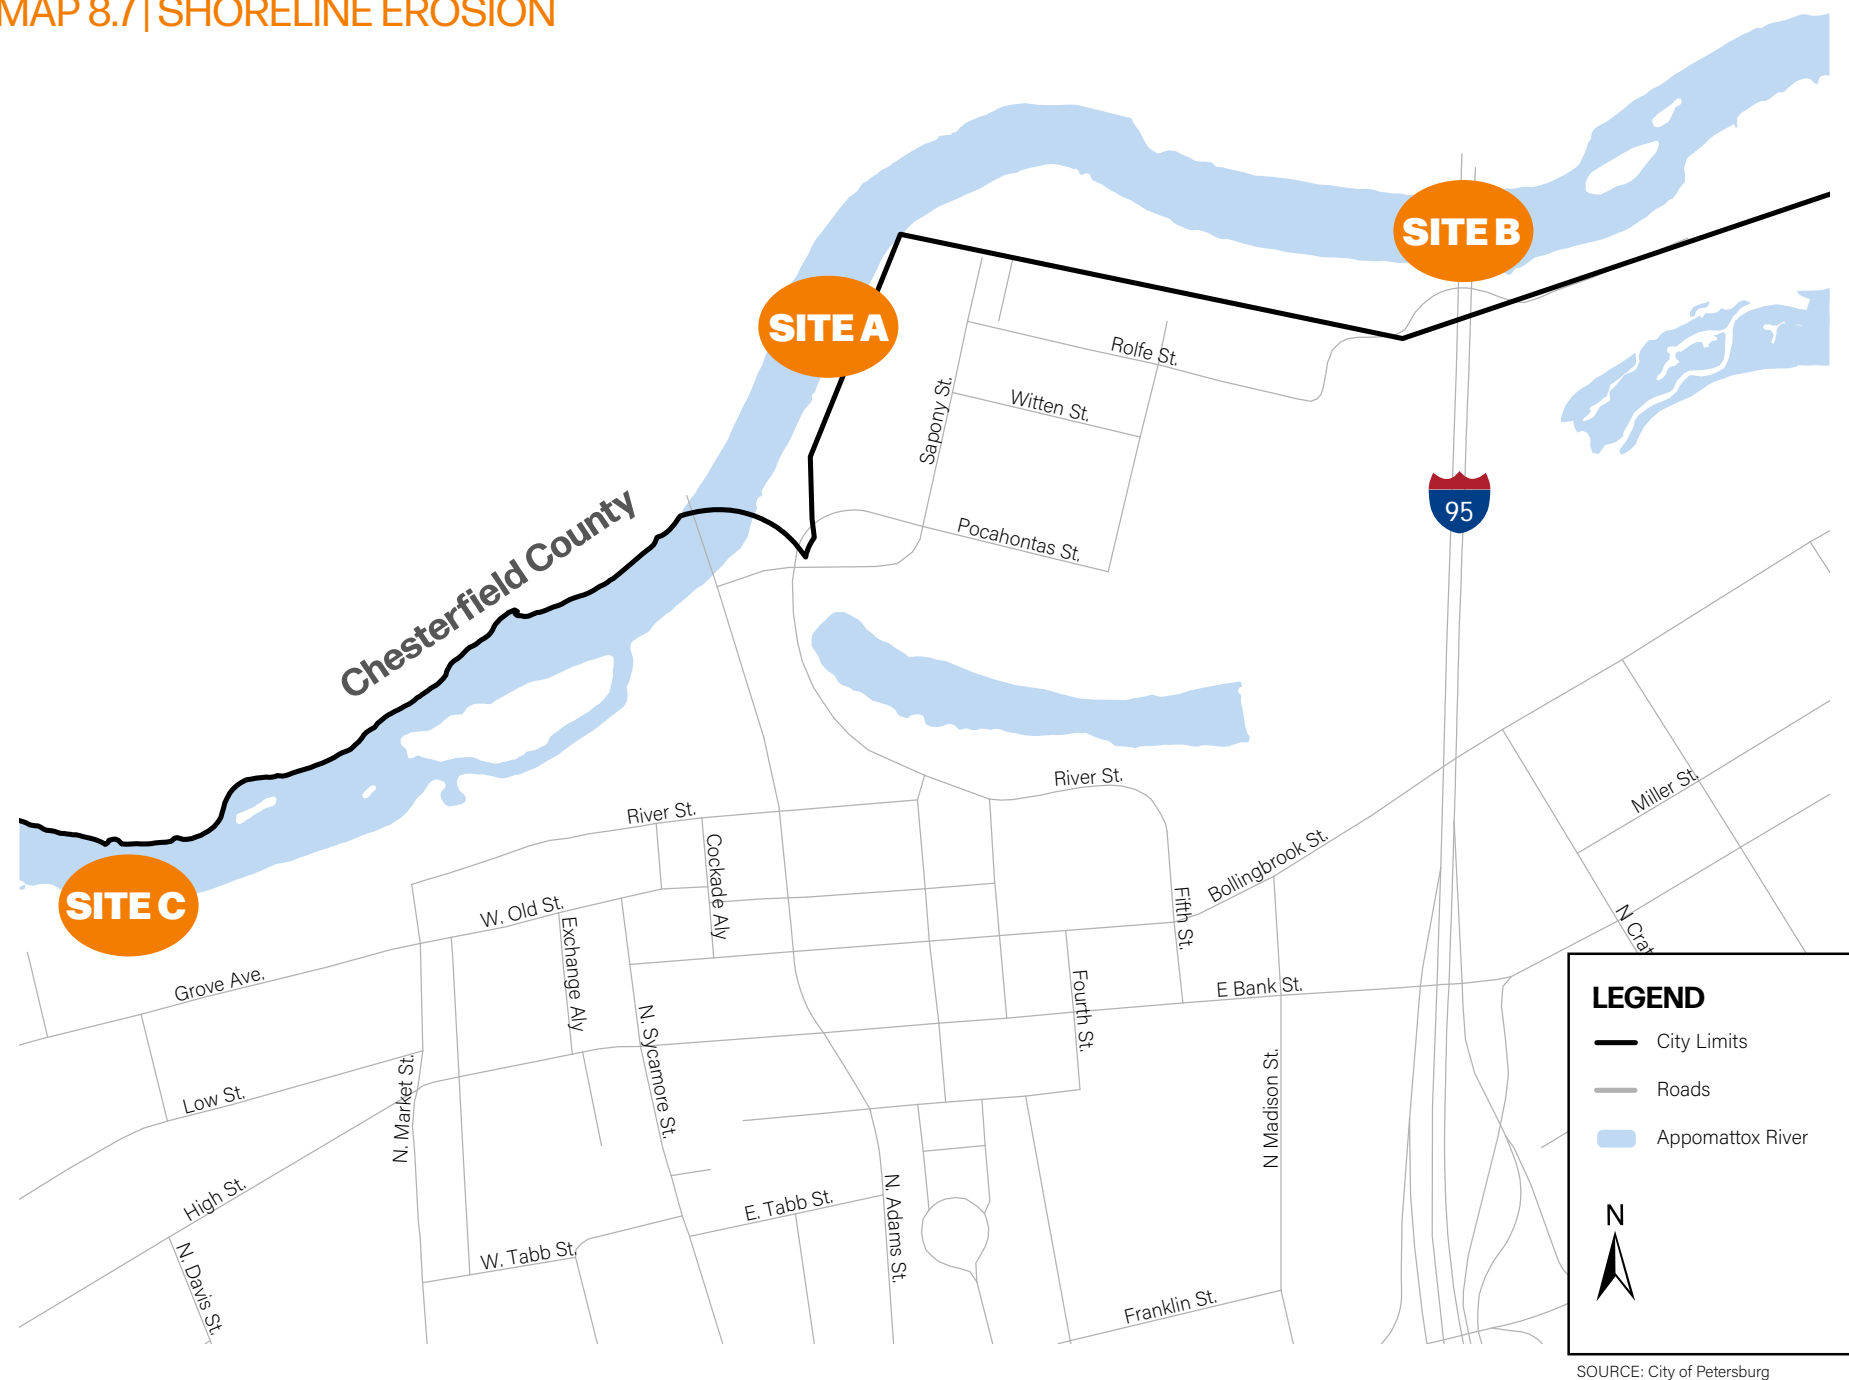 MAP 8.7| SHORELINE EROSION
SITE B
SITE A
Rolfe St.
Witten St.
Sapony St.
95
Chesterfield County
Pocahontas St.
River St.
Miller St.
River St.
Cockade Aly
Bollingbrook St.
SITE C
W. Old St.
Exchange Aly
Fifth St.
N Crat
Grove Ave.
Fourth St.
E Bank St.
N. Sycamore St.
N. Market St.
Low St.
N Madison St.
High St.
E. Tabb St.
N. Adams St.
W. Tabb St.
N. Davis St.
Franklin St.
LEGEND
City Limits
Roads
Appomattox River
N
SOURCE: City of Petersburg